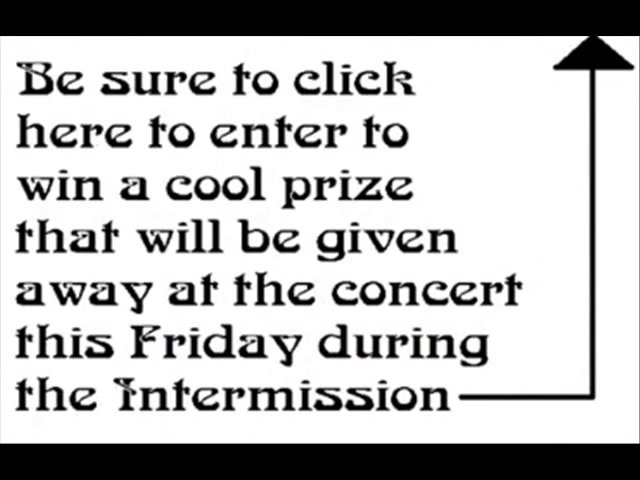 Be sure to click
here to enter to
win a cool prize
that will be given
away at the concert
this Friday during
the Intermission